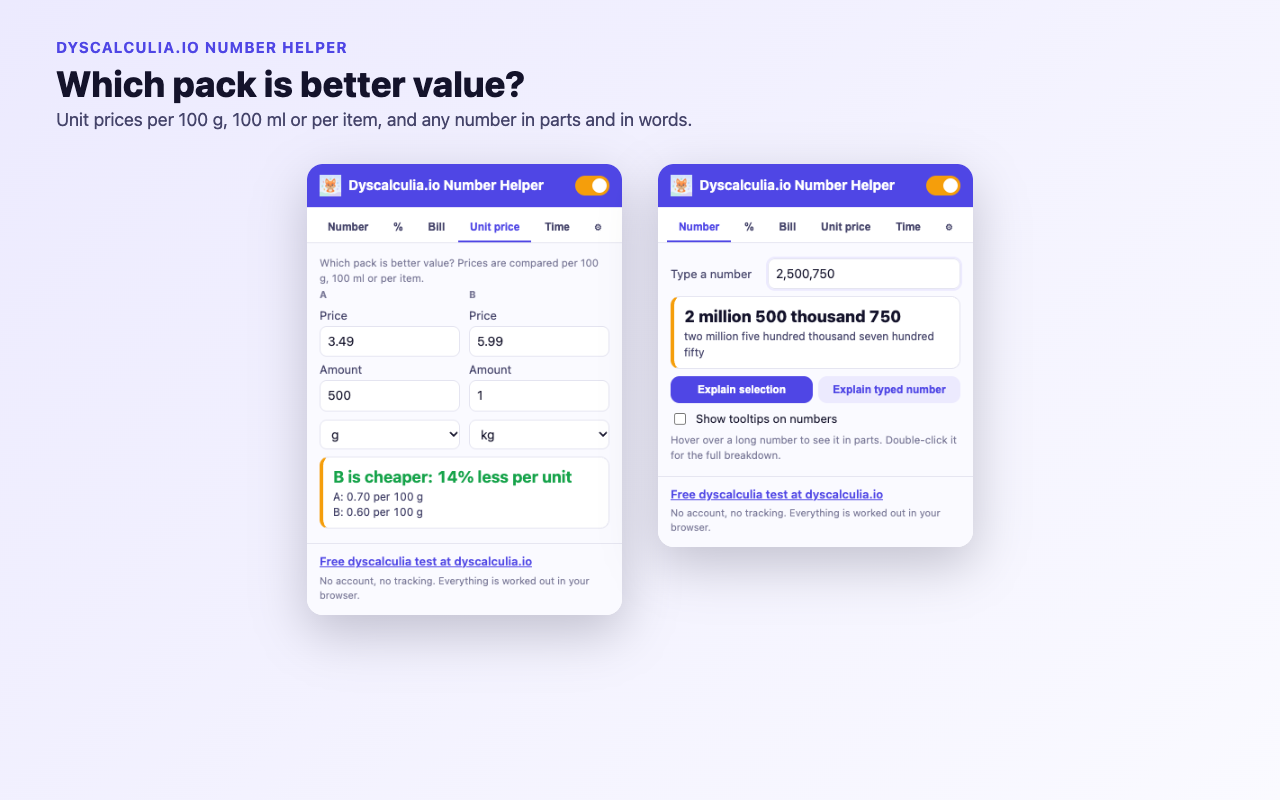 DYSCALCULIA.IO NUMBER HELPER
Which pack is better value?
Unit prices per 100 g, 100 ml or per item, and any number in parts and in words.
Dyscalculia.io Number Helper
Number % Bill Unit price Time ⚙
Which pack is better value? Prices are compared per 100
g, 100 ml or per item.
A B
Price Price
3.49 5.99
Amount Amount
500 1
g kg
B is cheaper: 14% less per unit
A: 0.70 per 100 g
B: 0.60 per 100 g
Free dyscalculia test at dyscalculia.io
No account, no tracking. Everything is worked out in your
browser.
Dyscalculia.io Number Helper
Number % Bill Unit price Time ⚙
Type a number 2,500,750
2 million 500 thousand 750
two million five hundred thousand seven hundred
fifty
Explain selection Explain typed number
Show tooltips on numbers
Hover over a long number to see it in parts. Double-click it
for the full breakdown.
Free dyscalculia test at dyscalculia.io
No account, no tracking. Everything is worked out in your
browser.